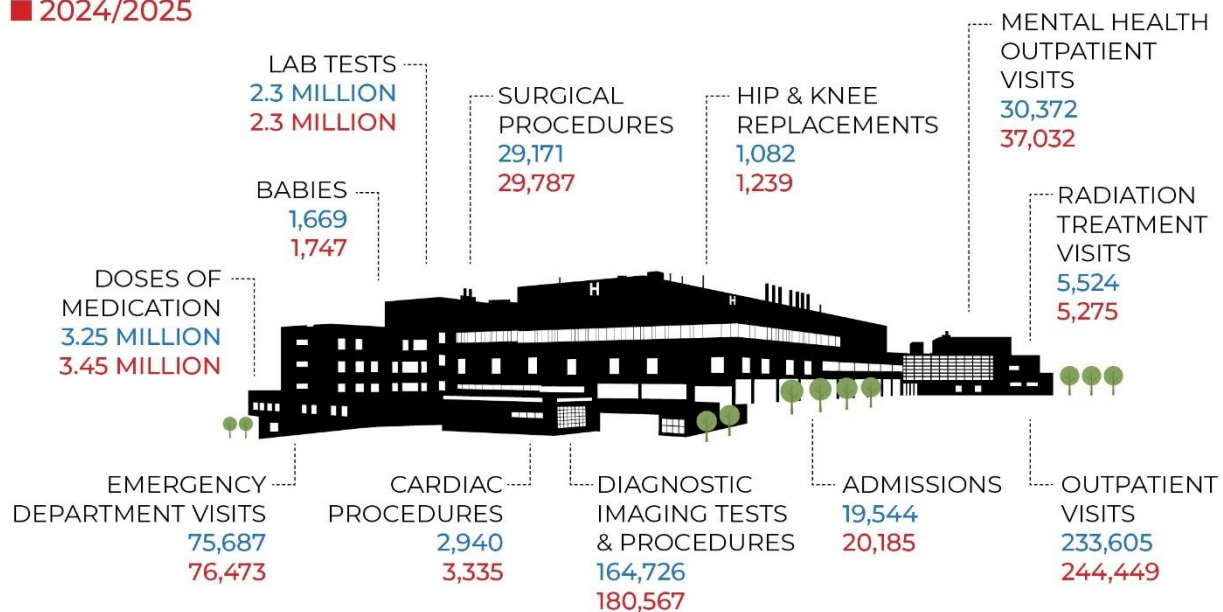 2024/2025
LAB TESTS
2.3 MILLION
2.3 MILLION
SURGICAL
PROCEDURES
29,171
29,787
HIP & KNEE
REPLACEMENTS
1,082
1,239
MENTAL HEALTH
OUTPATIENT
VISITS
30,372
37,032
BABIES
1,669
1,747
RADIATION
TREATMENT
VISITS
5,524
5,275
DOSES OF
MEDICATION
3.25 MILLION
3.45 MILLION
H
H
EMERGENCY
DEPARTMENT VISITS
75,687
76,473
CARDIAC
PROCEDURES
2,940
3,335
DIAGNOSTIC
IMAGING TESTS
& PROCEDURES
164,726
180,567
ADMISSIONS
19,544
20,185
OUTPATIENT
VISITS
233,605
244,449